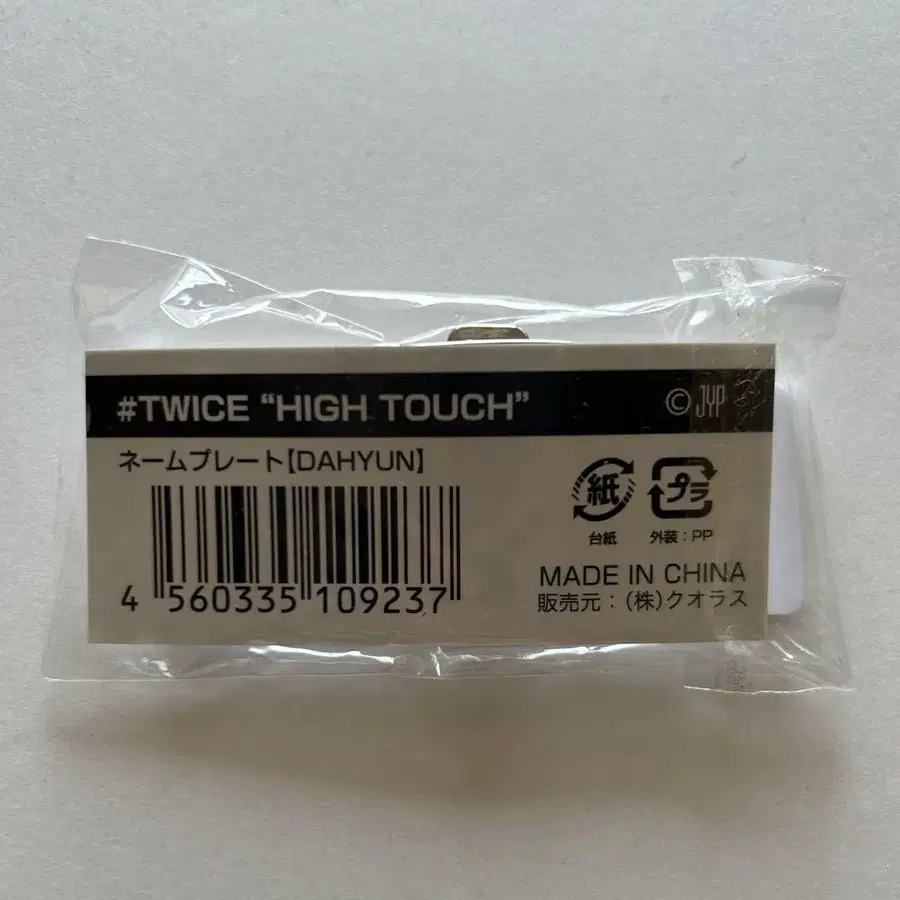 #TWICE “HIGH TOUCH” © JYP
ネームプレート【DAHYUN】
紙 プラ
台紙 外装：PP
4 560335 109237
MADE IN CHINA
販売元：(株)クオラス